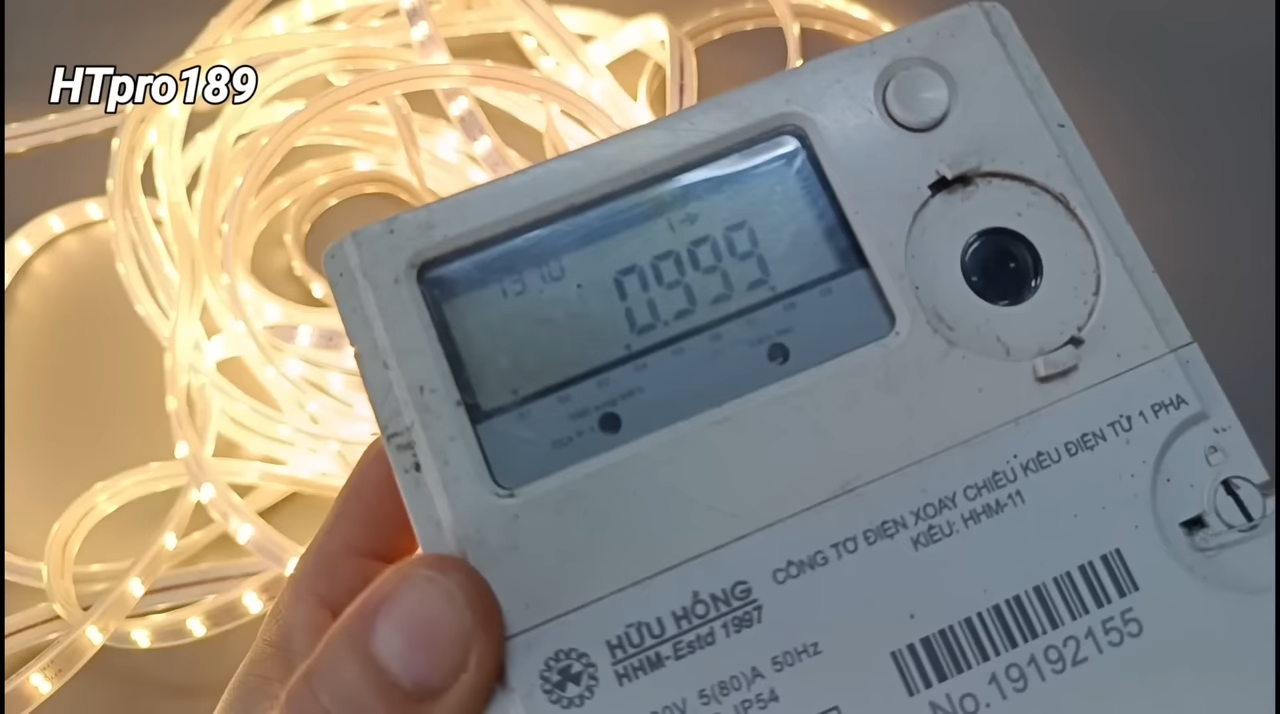 HTpro189
0.999
CÔNG TƠ ĐIỆN XOAY CHIỀU KIỂU ĐIỆN TỬ 1 PHA
KIỂU: HHM-11
HỮU HỒNG
HHM-Estd 1997
5(80)A 50Hz
IP54
No.19192155